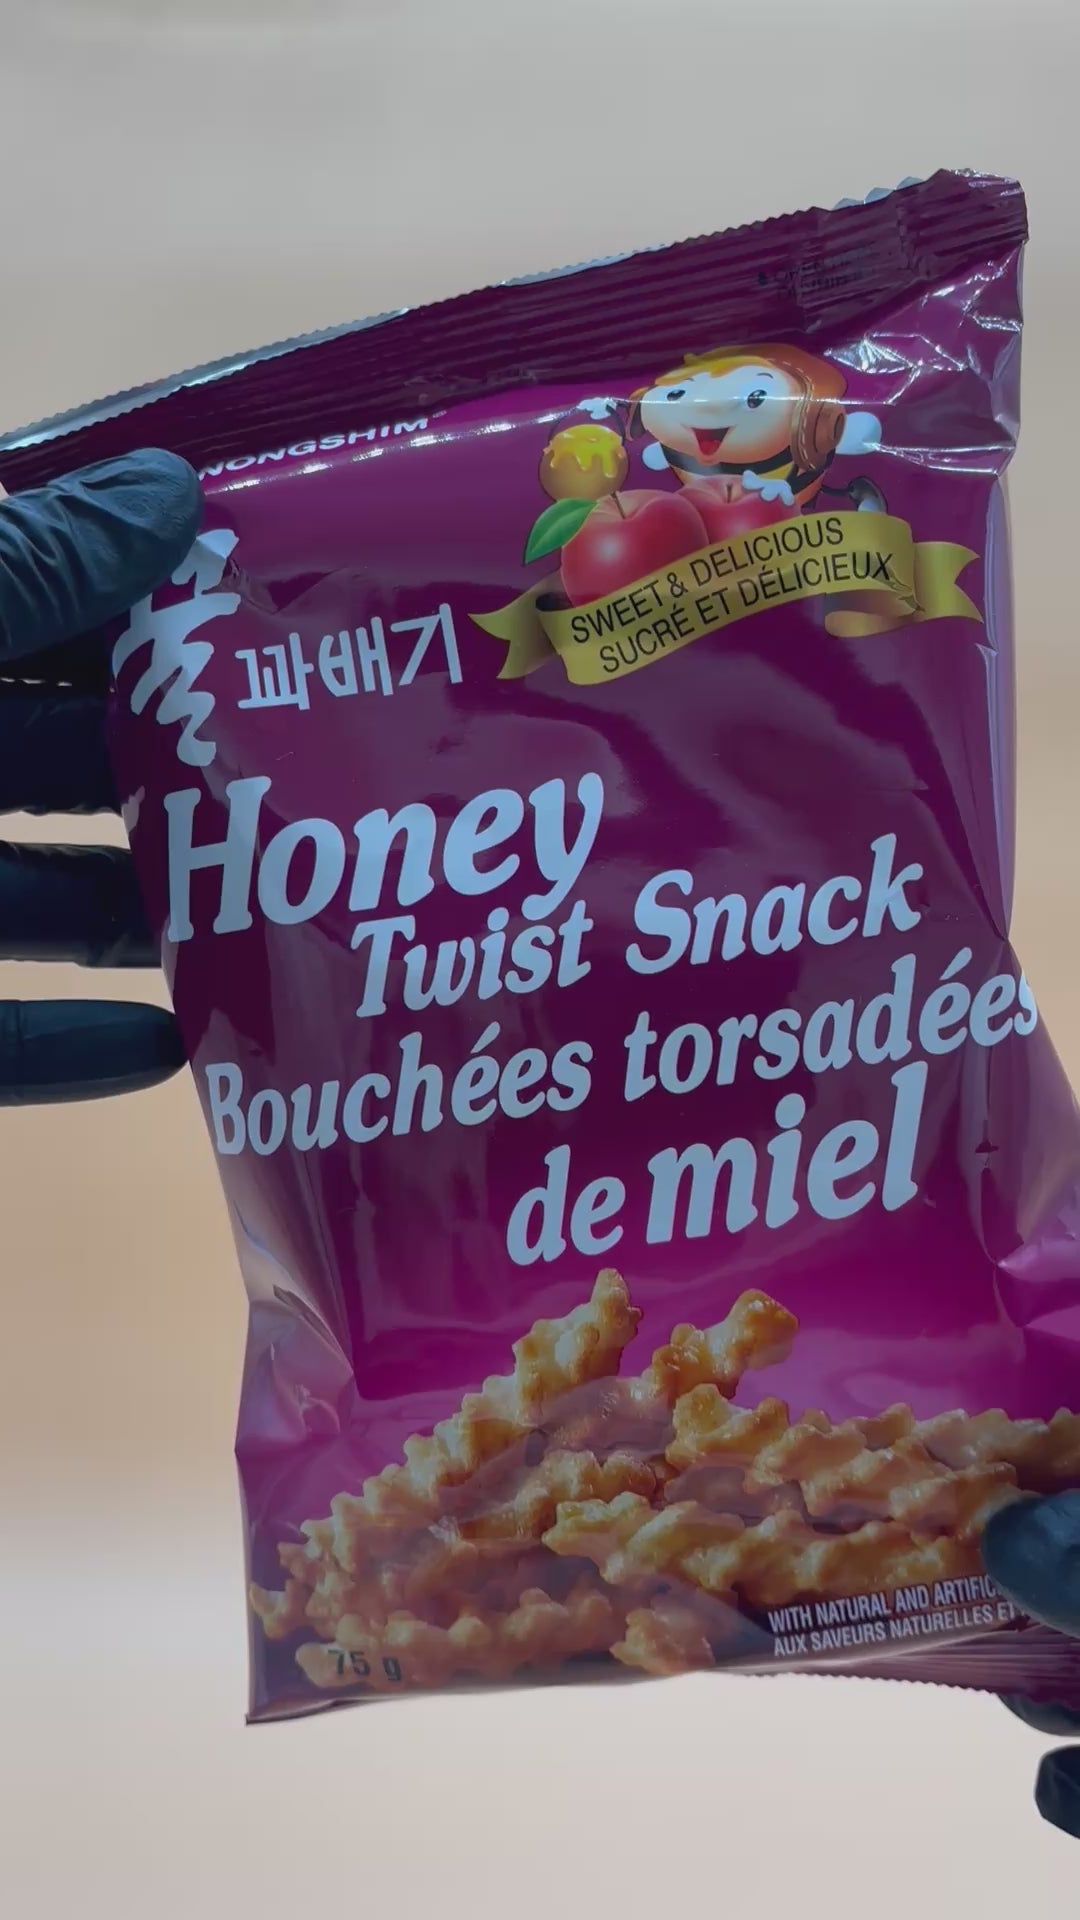 NONGSHIM
SWEET & DELICIOUS
SUCRÉ ET DÉLICIEUX
꿀 꽈배기
Honey
Twist Snack
Bouchées torsadées
de miel
WITH NATURAL AND
AUX SAVEURS NATURELLES ET
75 g